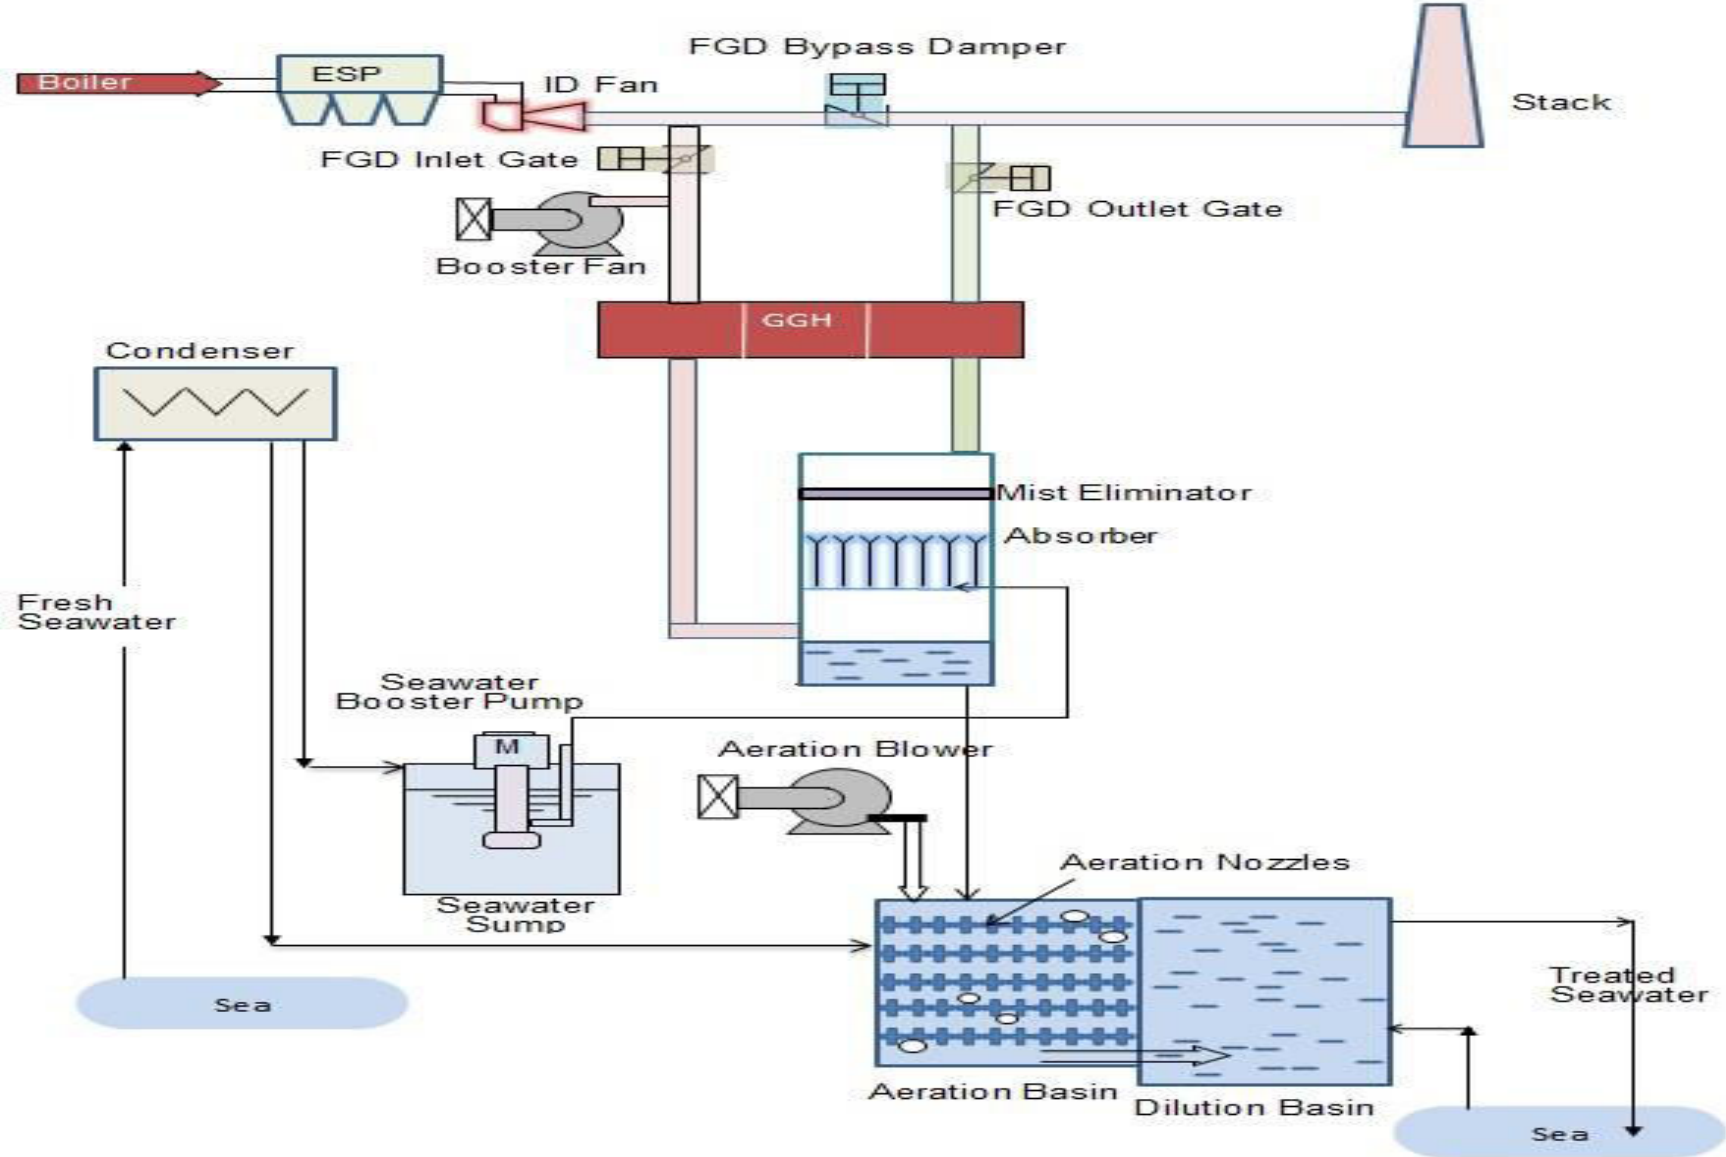 FGD Bypass Damper
Boiler
ESP
ID Fan
Stack
FGD Inlet Gate
FGD Outlet Gate
Booster Fan
GGH
Condenser
Mist Eliminator
Absorber
Fresh
Seawater
Seawater
Booster Pump
M
Aeration Blower
Aeration Nozzles
Seawater
Sump
Treated
Seawater
Sea
Aeration Basin
Dilution Basin
Sea